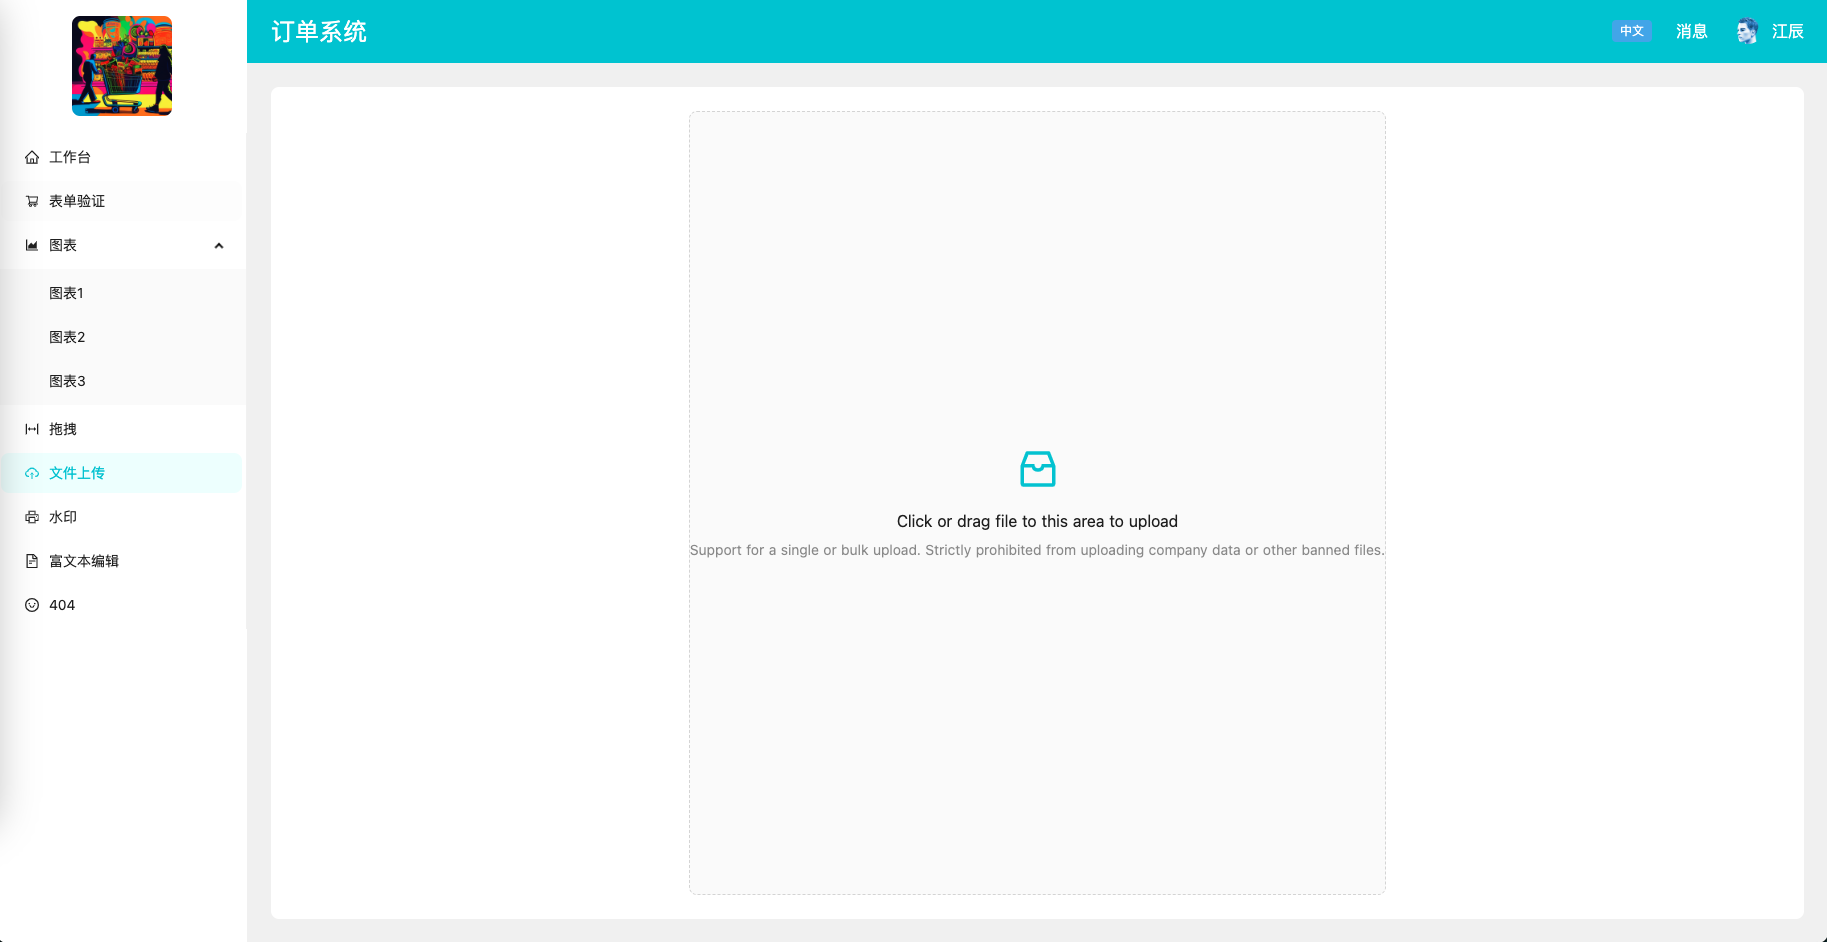 订单系统
中文
消息
江辰
工作台
表单验证
图表
图表1
图表2
图表3
拖拽
文件上传
水印
富文本编辑
404
Click or drag file to this area to upload
Support for a single or bulk upload. Strictly prohibited from uploading company data or other banned files.